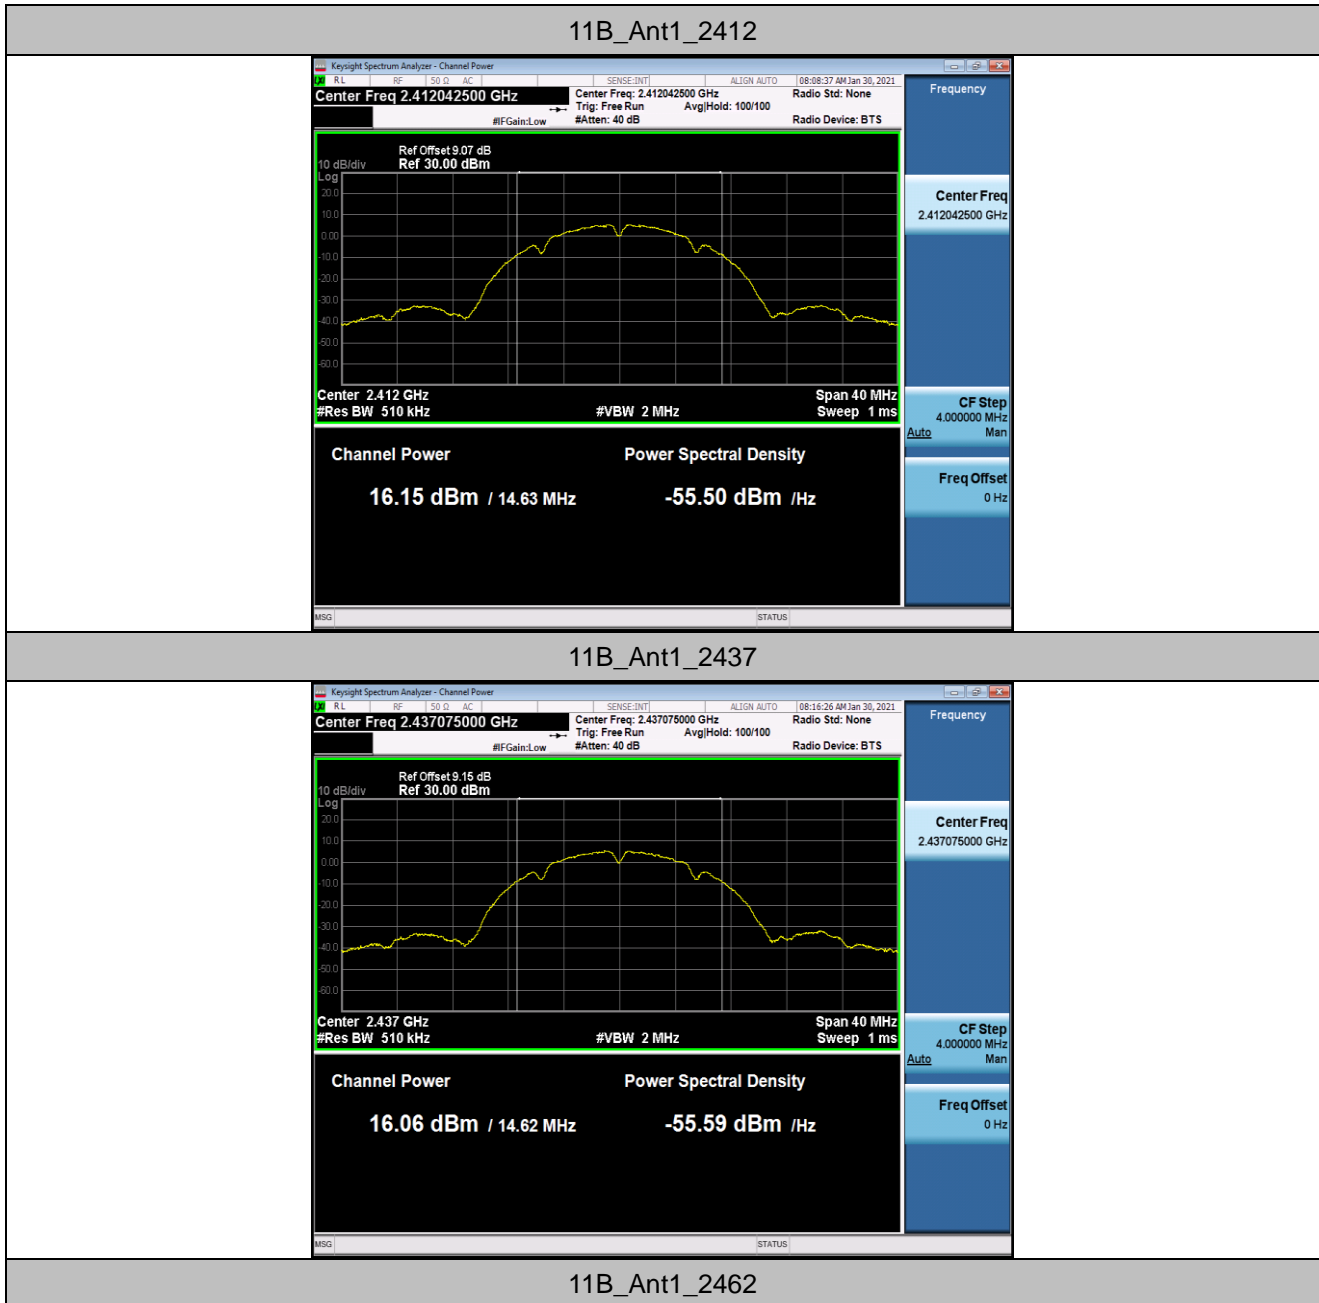 11B_Ant1_2412
Keysight Spectrum Analyzer - Channel Power
RL RF 50 Ω AC SENSE:INT ALIGN AUTO 08:08:37 AM Jan 30, 2021
Center Freq 2.412042500 GHz
Center Freq: 2.412042500 GHz
Radio Std: None
Trig: Free Run Avg|Hold: 100/100
#IFGain:Low
#Atten: 40 dB
Radio Device: BTS
Frequency
Ref Offset 9.07 dB
10 dB/div Ref 30.00 dBm
Log
20.0
10.0
0.00
-10.0
-20.0
-30.0
-40.0
-50.0
-60.0
Center 2.412 GHz Span 40 MHz
#Res BW 510 kHz #VBW 2 MHz Sweep 1 ms
Center Freq
2.412042500 GHz
CF Step
4.000000 MHz
Auto Man
Freq Offset
0 Hz
Channel Power Power Spectral Density
16.15 dBm / 14.63 MHz -55.50 dBm /Hz
MSG STATUS
11B_Ant1_2437
Keysight Spectrum Analyzer - Channel Power
RL RF 50 Ω AC SENSE:INT ALIGN AUTO 08:16:26 AM Jan 30, 2021
Center Freq 2.437075000 GHz
Center Freq: 2.437075000 GHz
Radio Std: None
Trig: Free Run Avg|Hold: 100/100
#IFGain:Low
#Atten: 40 dB
Radio Device: BTS
Frequency
Ref Offset 9.15 dB
10 dB/div Ref 30.00 dBm
Log
20.0
10.0
0.00
-10.0
-20.0
-30.0
-40.0
-50.0
-60.0
Center 2.437 GHz Span 40 MHz
#Res BW 510 kHz #VBW 2 MHz Sweep 1 ms
Center Freq
2.437075000 GHz
CF Step
4.000000 MHz
Auto Man
Freq Offset
0 Hz
Channel Power Power Spectral Density
16.06 dBm / 14.62 MHz -55.59 dBm /Hz
MSG STATUS
11B_Ant1_2462